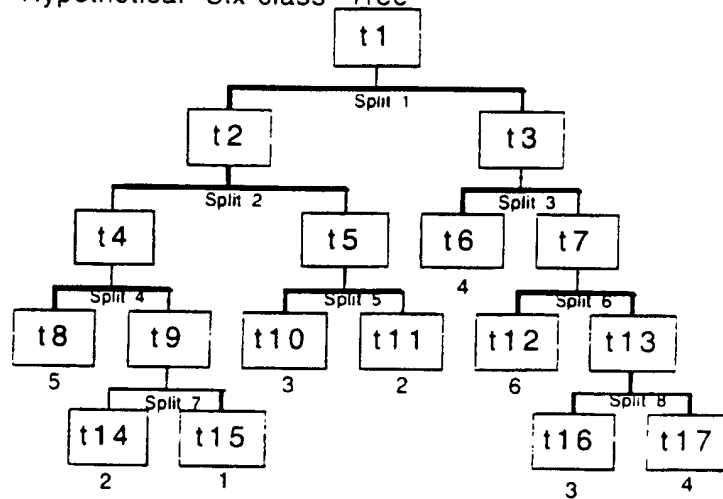 Hypothetical Six-class Tree
t1
Split 1
t2 t3
Split 2 Split 3
t4 t5 t6 t7
4
Split 4 Split 5 Split 6
t8 t9 t10 t11 t12 t13
5 3 2 6
Split 7 Split 8
t14 t15 t16 t17
2 1 3 4